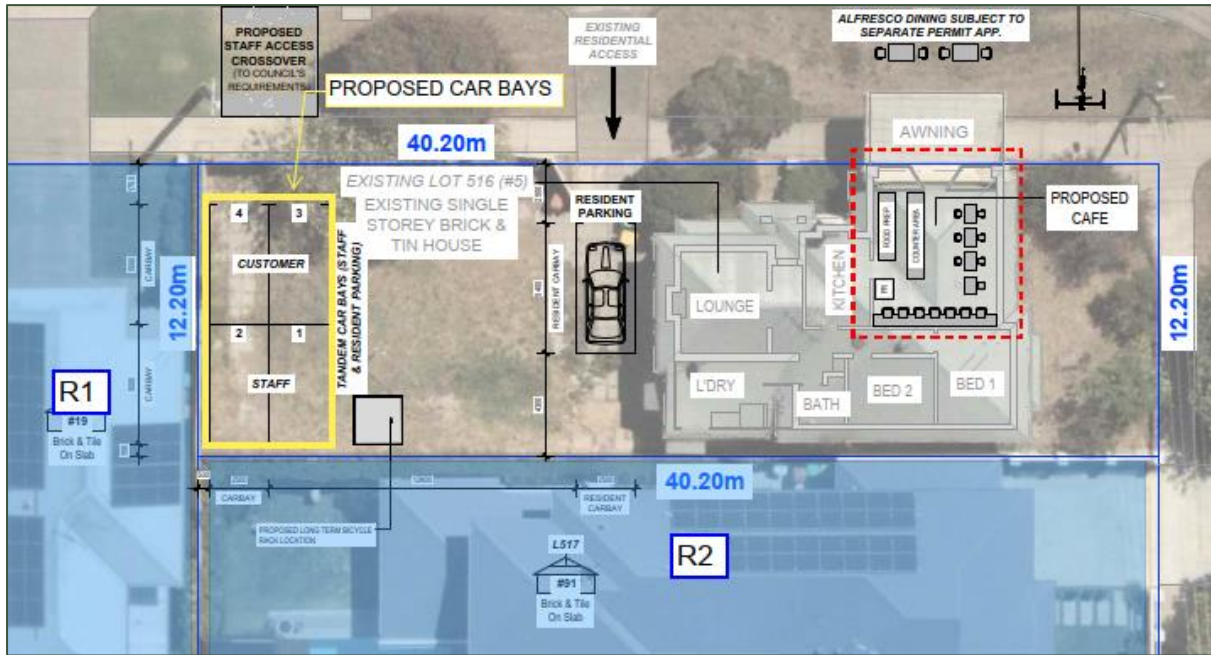 PROPOSED
STAFF ACCESS
CROSSOVER
(TO COUNCIL'S
REQUIREMENTS)
EXISTING
RESIDENTIAL
ACCESS
ALFRESCO DINING SUBJECT TO
SEPARATE PERMIT APP.
PROPOSED CAR BAYS
AWNING
40.20m
EXISTING LOT 516 (#5)
EXISTING SINGLE
STOREY BRICK &
TIN HOUSE
RESIDENT
PARKING
PROPOSED
CAFE
4
3
CUSTOMER
2
1
STAFF
TANDEM CAR BAYS (STAFF
& RESIDENT PARKING)
CARBAY
CARBAY
12.20m
RESIDENT CARBAY
FOOD PREP
COUNTER AREA
KITCHEN
LOUNGE
L'DRY
BATH
BED 2
BED 1
12.20m
R1
#19
Brick & Tile
On Slab
CARBAY
RESIDENT
CARBAY
40.20m
PROPOSED LONG TERM BICYCLE
RACK LOCATION
L517
#91
Brick & Tile
On Slab
R2